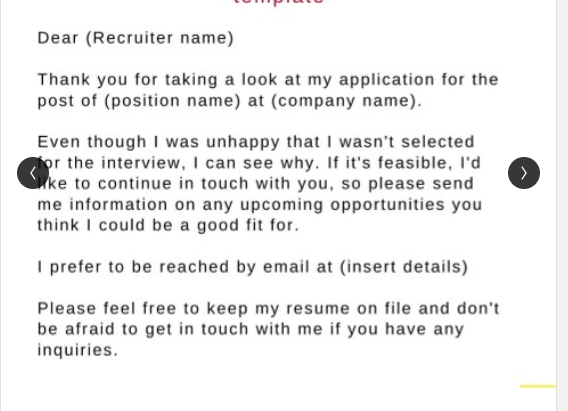 template
Dear (Recruiter name)
Thank you for taking a look at my application for the
post of (position name) at (company name).
Even though I was unhappy that I wasn't selected
for the interview, I can see why. If it's feasible, I'd
like to continue in touch with you, so please send
me information on any upcoming opportunities you
think I could be a good fit for.
I prefer to be reached by email at (insert details)
Please feel free to keep my resume on file and don't
be afraid to get in touch with me if you have any
inquiries.